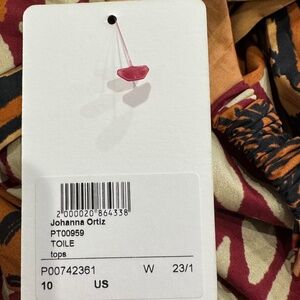 2 000020 864338
Johanna Ortiz
PT00959
TOILE
tops
P00742361 W 23/1
10 US